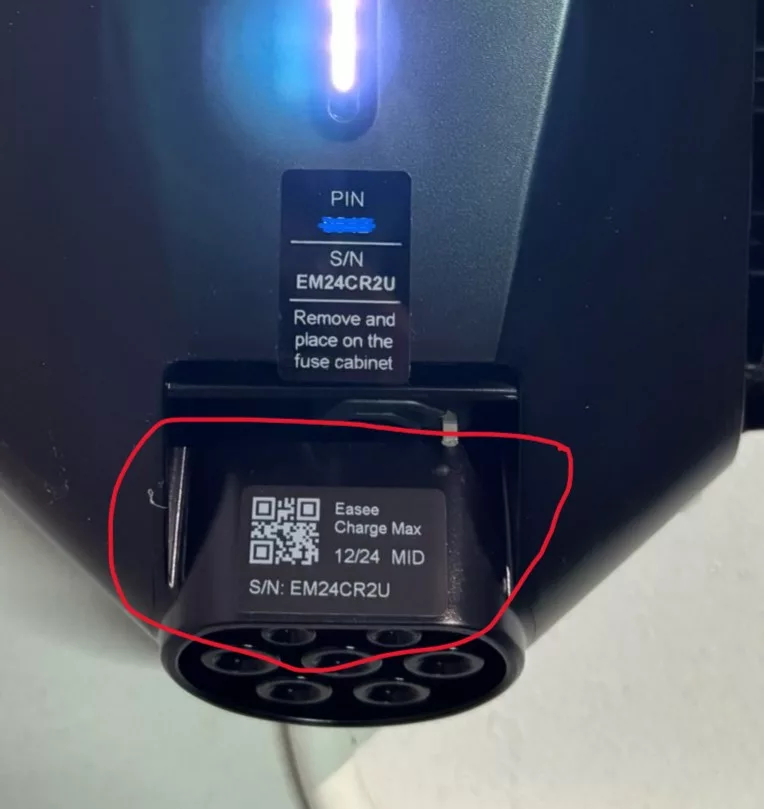 PIN
S/N
EM24CR2U
Remove and
place on the
fuse cabinet
Easee
Charge Max
12/24 MID
S/N: EM24CR2U